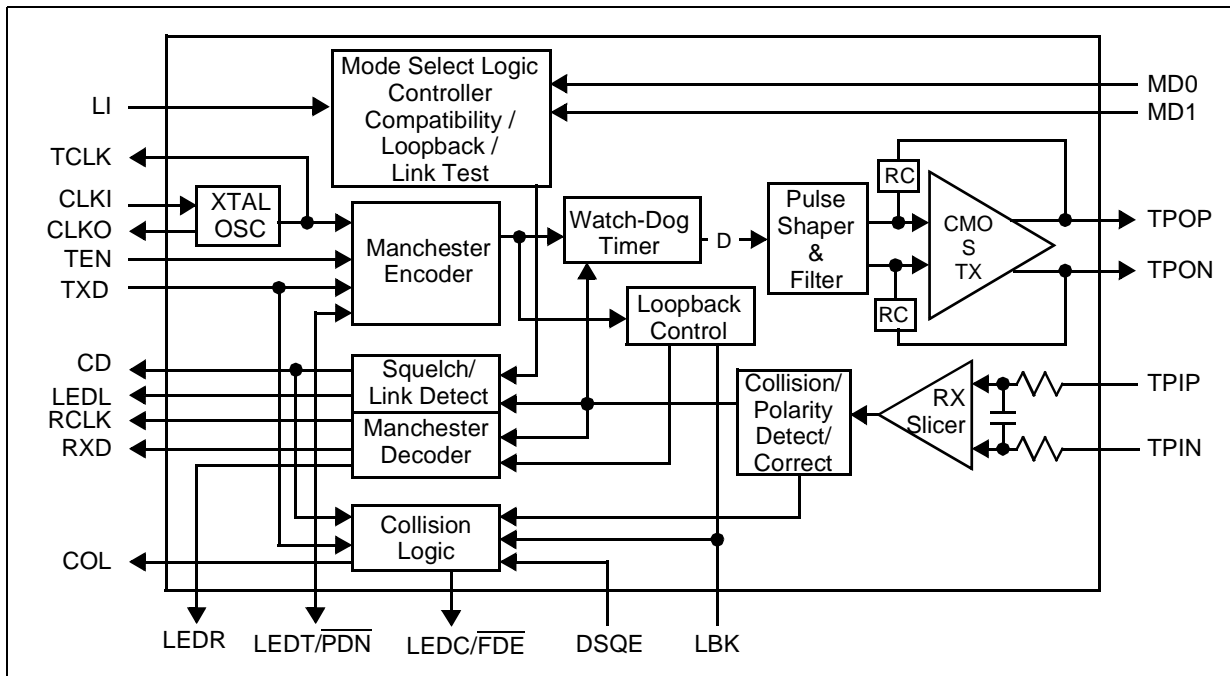 Mode Select Logic
Controller
Compatibility /
Loopback /
Link Test
LI
MD0
MD1
TCLK
CLKI
CLKO
TEN
TXD
XTAL
OSC
Manchester
Encoder
Watch-Dog
Timer
D
Pulse
Shaper
&
Filter
RC
RC
CMO
S
TX
TPOP
TPON
Loopback
Control
CD
LEDL
RCLK
RXD
Squelch/
Link Detect
Manchester
Decoder
Collision/
Polarity
Detect/
Correct
RX
Slicer
TPIP
TPIN
COL
Collision
Logic
LEDR
LEDT/PDN
LEDC/FDE
DSQE
LBK